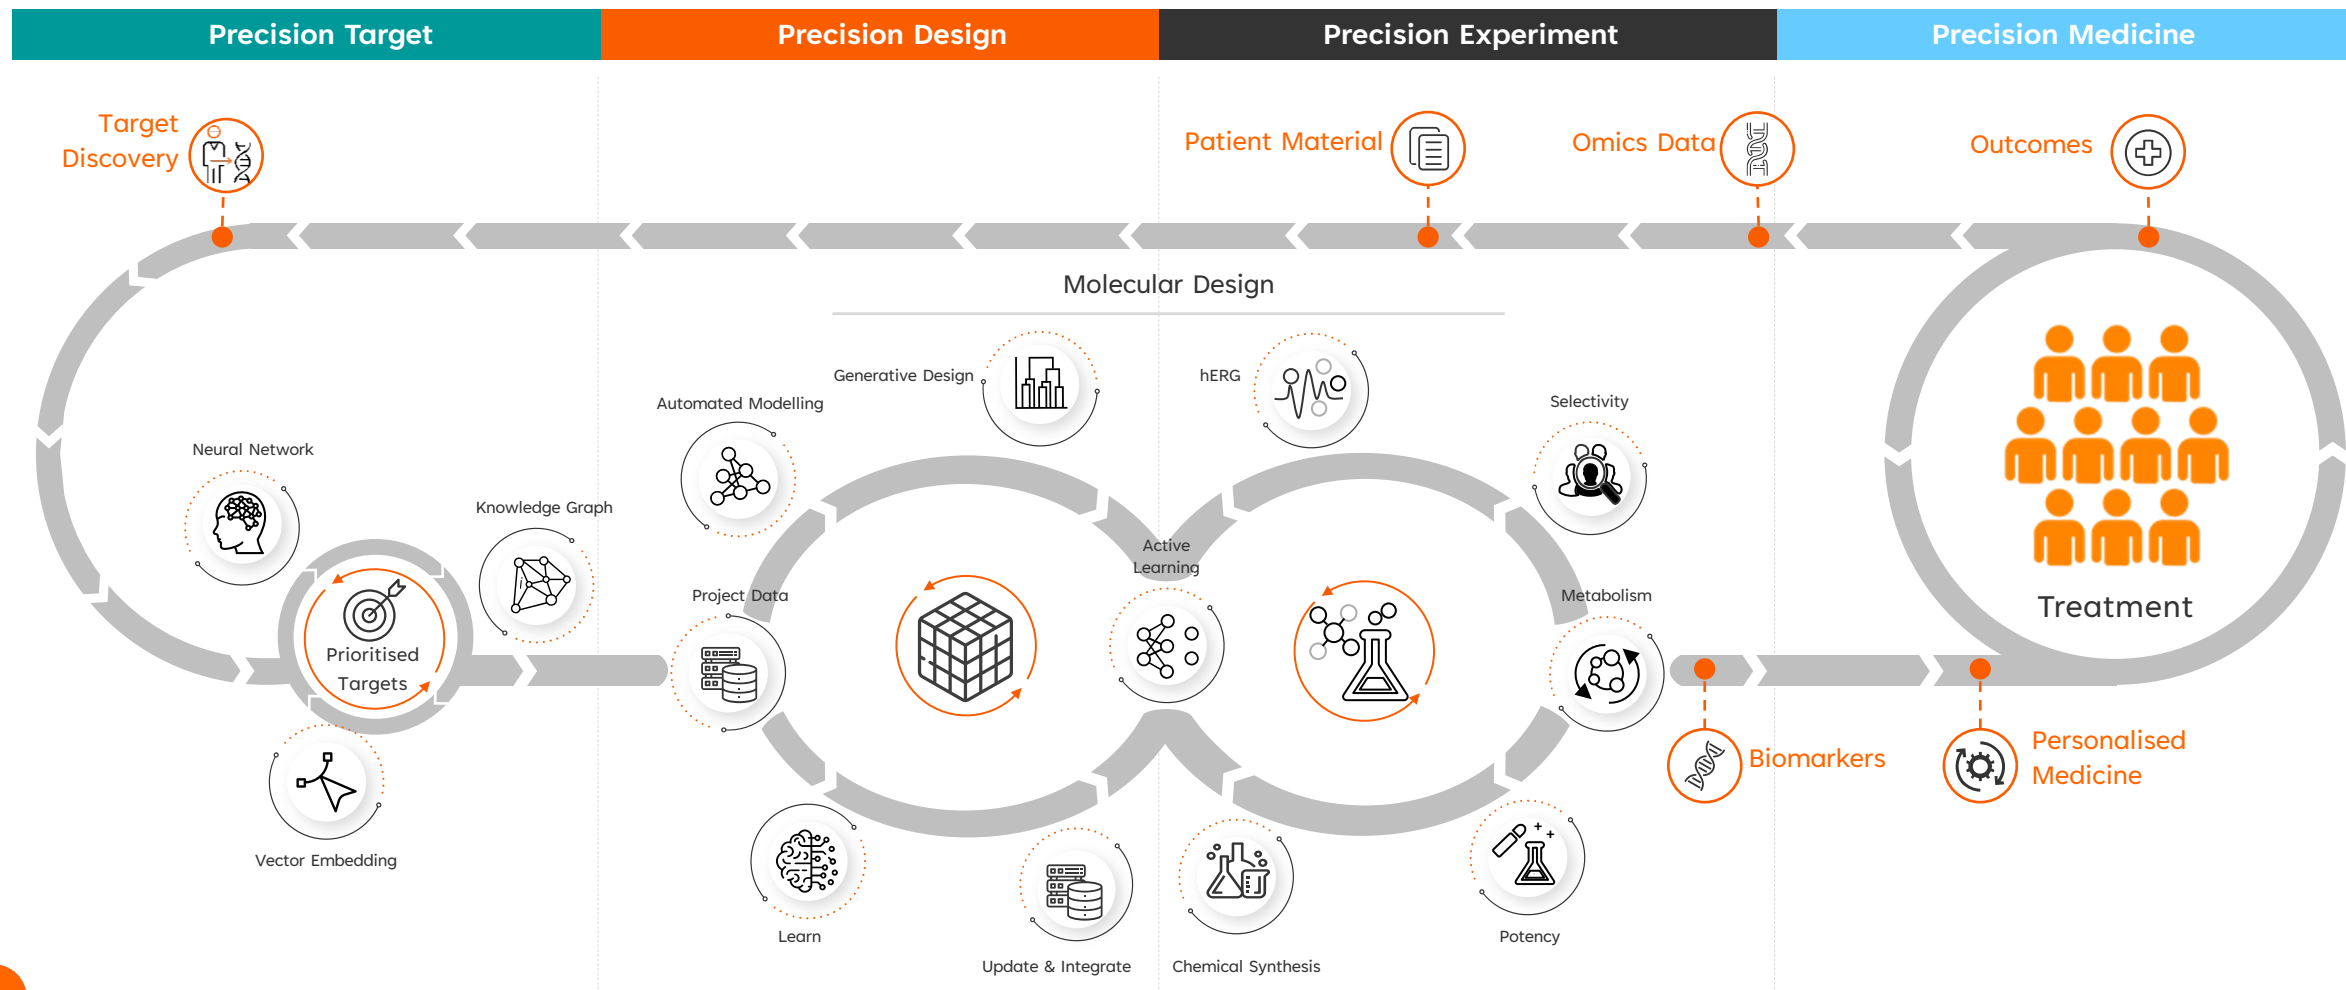 Precision Target
Precision Design
Precision Experiment
Precision Medicine
Target
Discovery
Patient Material
Omics Data
Outcomes
Molecular Design
Generative Design
hERG
Automated Modelling
Selectivity
Neural Network
Knowledge Graph
Active
Learning
Project Data
Metabolism
Treatment
Prioritised
Targets
Biomarkers
Personalised
Medicine
Vector Embedding
Learn
Potency
Update & Integrate
Chemical Synthesis